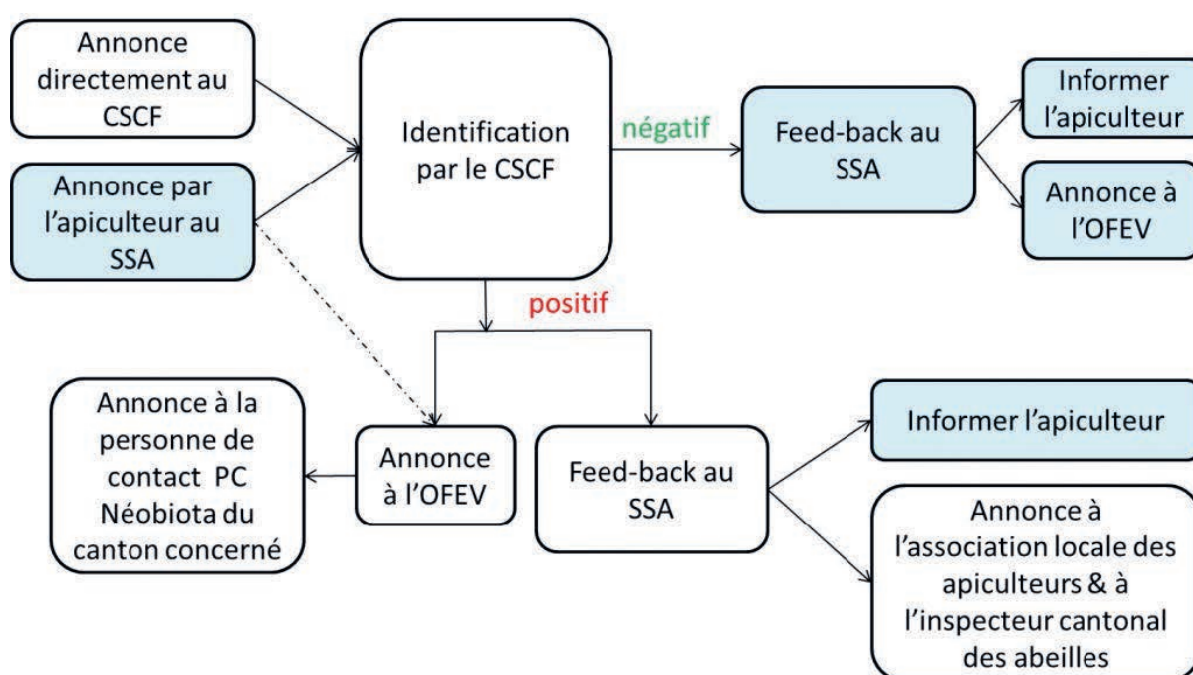 Annonce
directement au
CSCF
Annonce par
l'apiculteur au
SSA
Identification
par le CSCF
négatif
Feed-back au
SSA
Informer
l'apiculteur
Annonce à
l'OFEV
positif
Annonce à la
personne de
contact PC
Néobiota du
canton concerné
Annonce
à l'OFEV
Feed-back au
SSA
Informer l'apiculteur
Annonce à
l'association locale des
apiculteurs & à
l'inspecteur cantonal
des abeilles